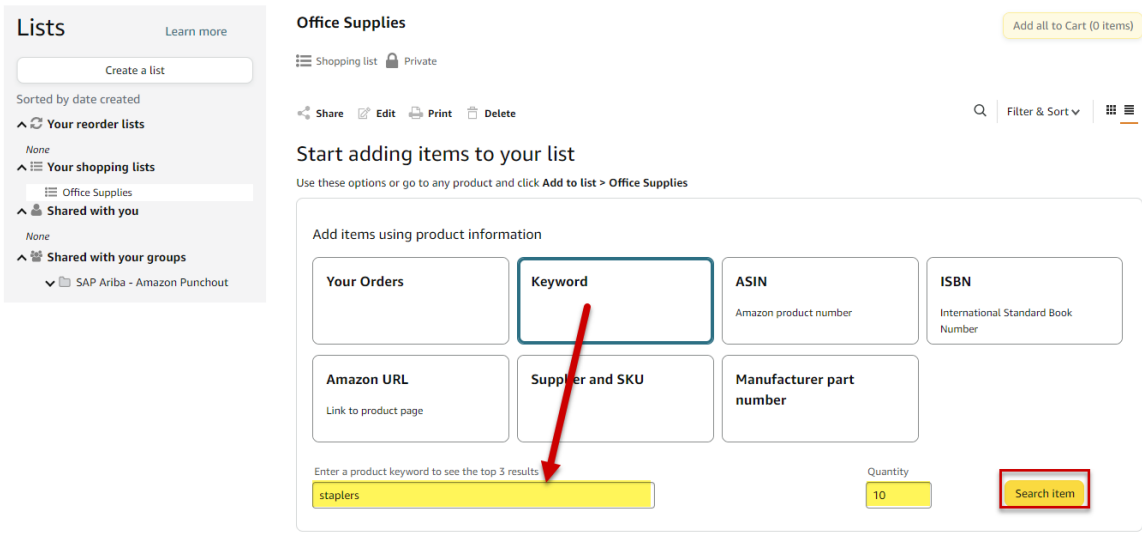 Lists
Learn more
Create a list
Sorted by date created
Your reorder lists
None
Your shopping lists
Office Supplies
Shared with you
None
Shared with your groups
SAP Ariba - Amazon Punchout
Office Supplies
Add all to Cart (0 items)
Shopping list Private
Share Edit Print Delete
Filter & Sort
Start adding items to your list
Use these options or go to any product and click Add to list > Office Supplies
Add items using product information
Your Orders
Keyword
ASIN
Amazon product number
ISBN
International Standard Book
Number
Amazon URL
Link to product page
Supplier and SKU
Manufacturer part
number
Enter a product keyword to see the top 3 results
staplers
Quantity
10
Search item